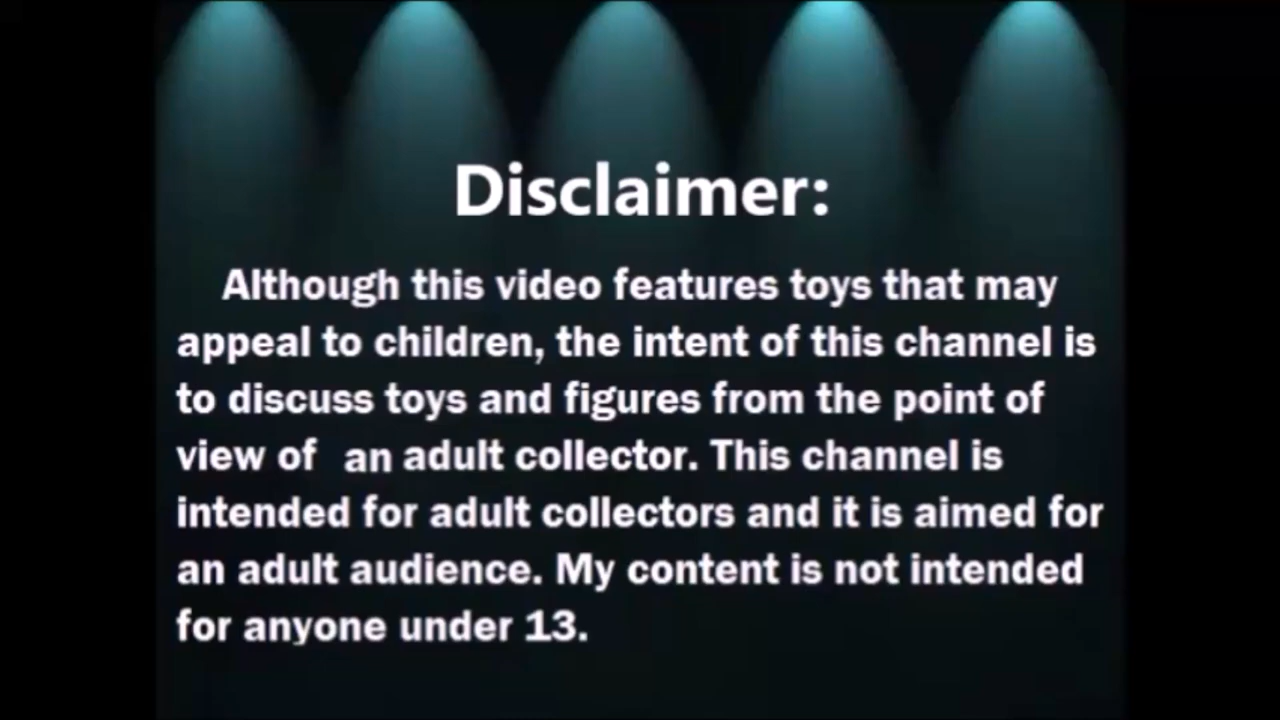 Disclaimer:
Although this video features toys that may
appeal to children, the intent of this channel is
to discuss toys and figures from the point of
view of an adult collector. This channel is
intended for adult collectors and it is aimed for
an adult audience. My content is not intended
for anyone under 13.